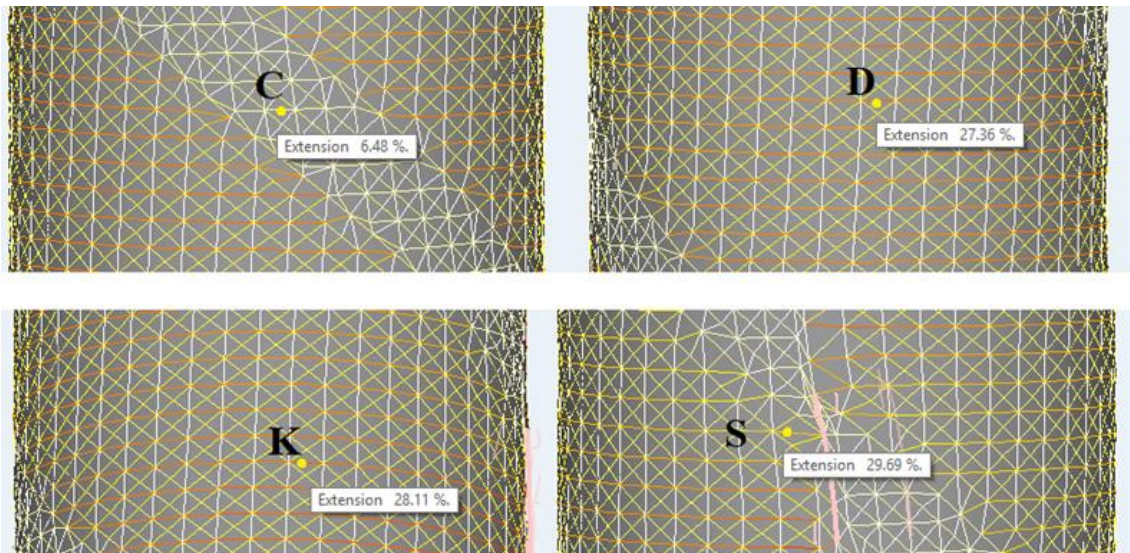 C
Extension 6.48 %.
D
Extension 27.36 %.
K
Extension 28.11 %.
S
Extension 29.69 %.